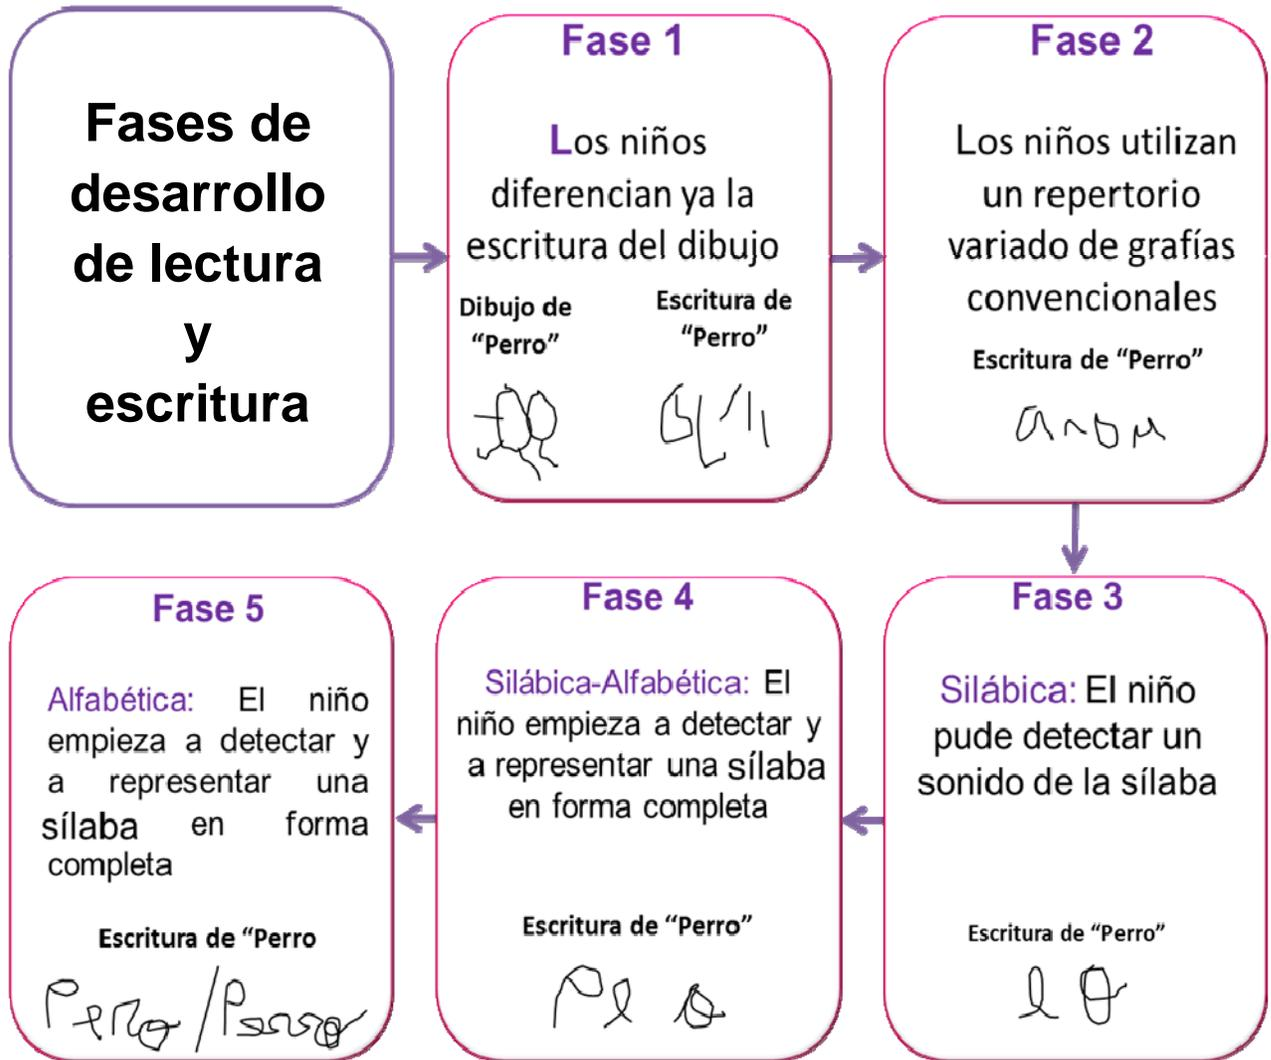 Fases de
desarrollo
de lectura
y
escritura
Fase 1
Los niños
diferencian ya la
escritura del dibujo
Dibujo de
“Perro”
Escritura de
“Perro”
Fase 2
Los niños utilizan
un repertorio
variado de grafías
convencionales
Escritura de “Perro”
Fase 3
Silábica: El niño
pude detectar un
sonido de la sílaba
Escritura de “Perro”
e o
Fase 4
Silábica-Alfabética: El
niño empieza a detectar y
a representar una sílaba
en forma completa
Escritura de “Perro”
Pe o
Fase 5
Alfabética: El niño
empieza a detectar y
a representar una
sílaba en forma
completa
Escritura de “Perro
Pero/Perro